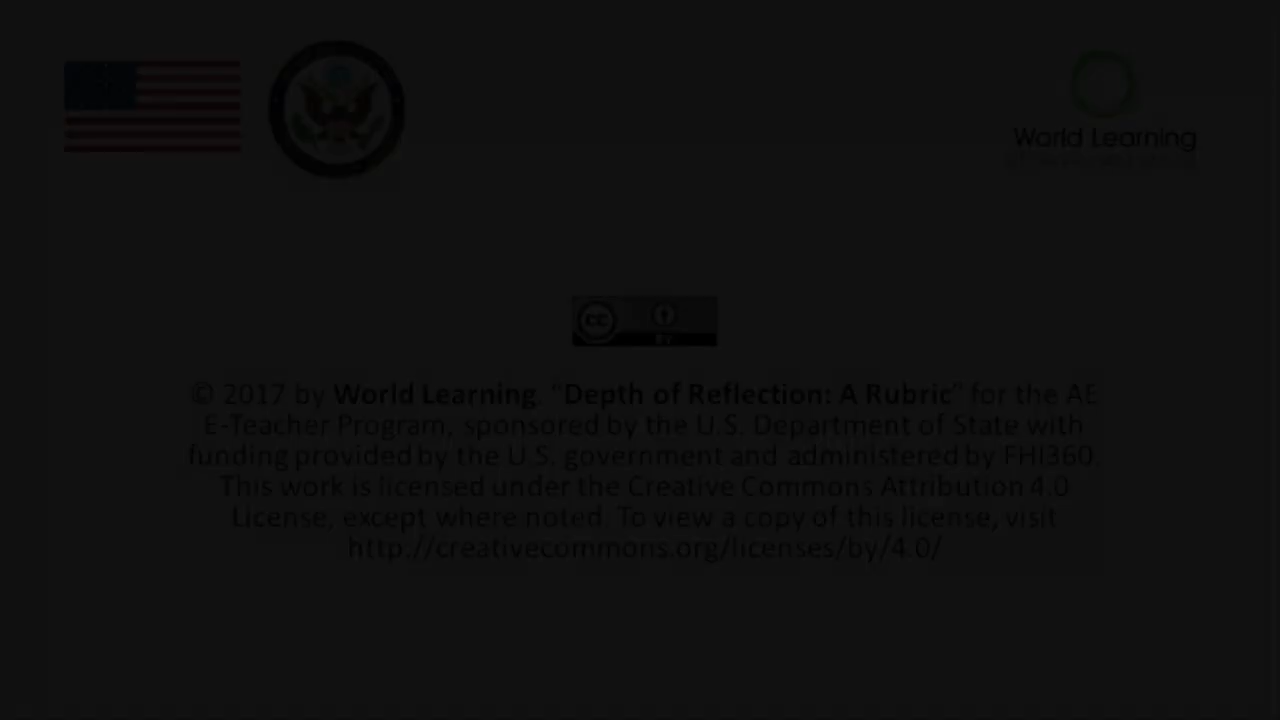 World Learning
CC
BY
© 2017 by World Learning. “Depth of Reflection: A Rubric” for the AE
E-Teacher Program, sponsored by the U.S. Department of State with
funding provided by the U.S. government and administered by FHI360.
This work is licensed under the Creative Commons Attribution 4.0
License, except where noted. To view a copy of this license, visit
http://creativecommons.org/licenses/by/4.0/